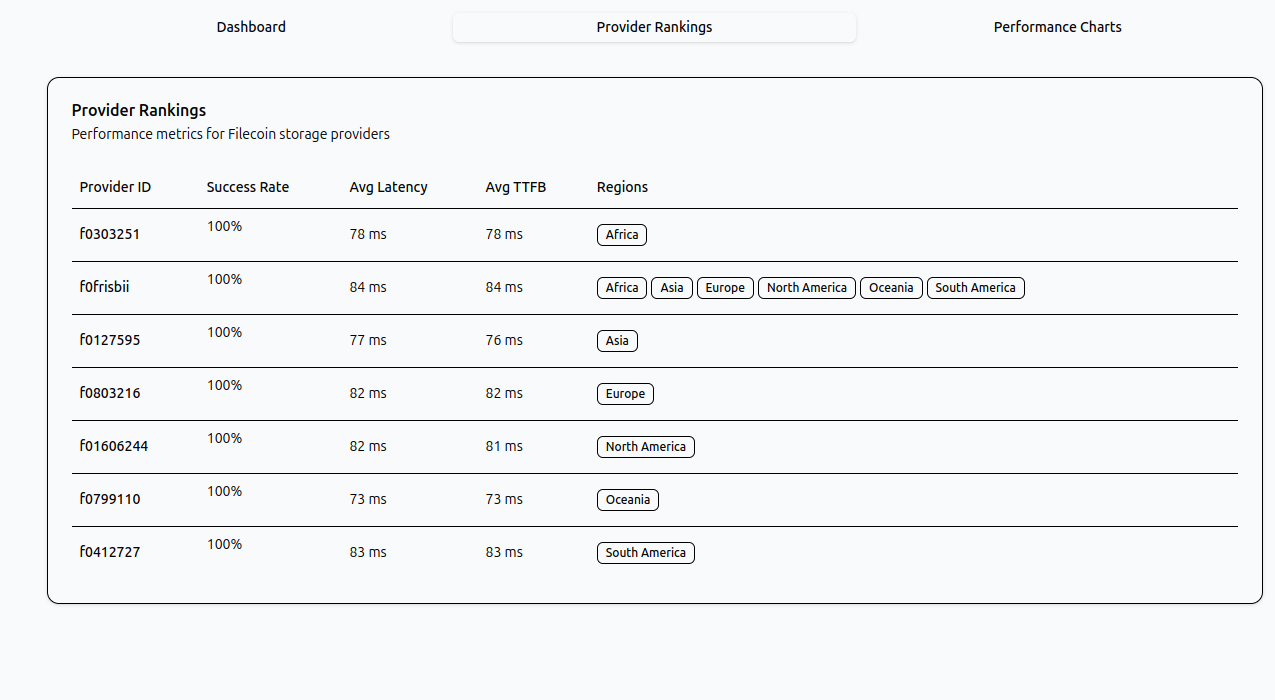 Dashboard Provider Rankings Performance Charts
Provider Rankings
Performance metrics for Filecoin storage providers
Provider ID Success Rate Avg Latency Avg TTFB Regions
f0303251 100% 78 ms 78 ms Africa
f0frisbii 100% 84 ms 84 ms Africa Asia Europe North America Oceania South America
f0127595 100% 77 ms 76 ms Asia
f0803216 100% 82 ms 82 ms Europe
f01606244 100% 82 ms 81 ms North America
f0799110 100% 73 ms 73 ms Oceania
f0412727 100% 83 ms 83 ms South America